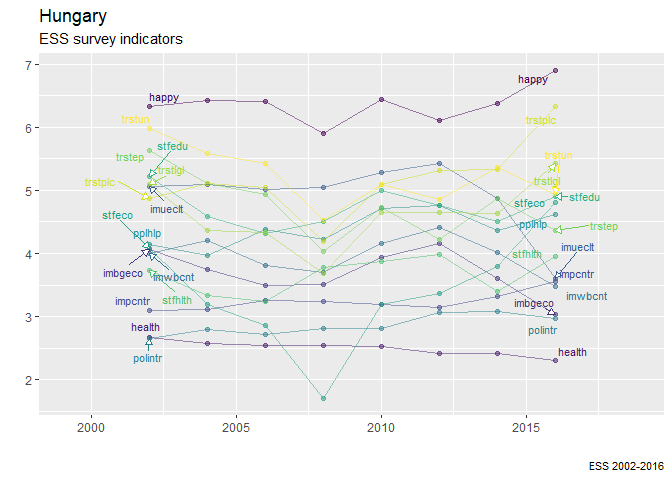 Hungary
ESS survey indicators
7
happy
happy
trstun
trstplc
6
stfedu
trstep
trstlgl
trstun
trstplc
trstlgl
5
stfeco
stfedu
imueclt
stfeco
pplhlp
trstep
pplhlp
imueclt
4
stfhlth
imbgeco
imwbcnt
impcntr
stfhlth
imwbcnt
impcntr
imbgeco
3
health
polintr
polintr
health
2
2000
2005
2010
2015
ESS 2002-2016